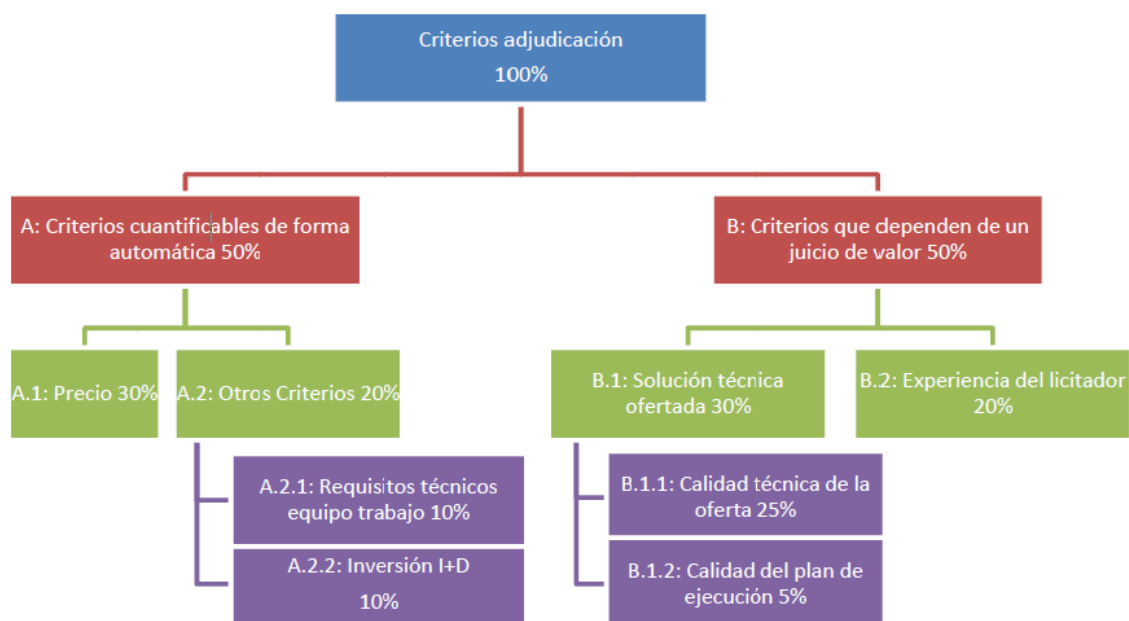 Criterios adjudicación
100%
A: Criterios cuantificables de forma
automática 50%
B: Criterios que dependen de un
juicio de valor 50%
A.1: Precio 30%
A.2: Otros Criterios 20%
B.1: Solución técnica
ofertada 30%
B.2: Experiencia del licitador
20%
A.2.1: Requisitos técnicos
equipo trabajo 10%
B.1.1: Calidad técnica de la
oferta 25%
A.2.2: Inversión I+D
10%
B.1.2: Calidad del plan de
ejecución 5%